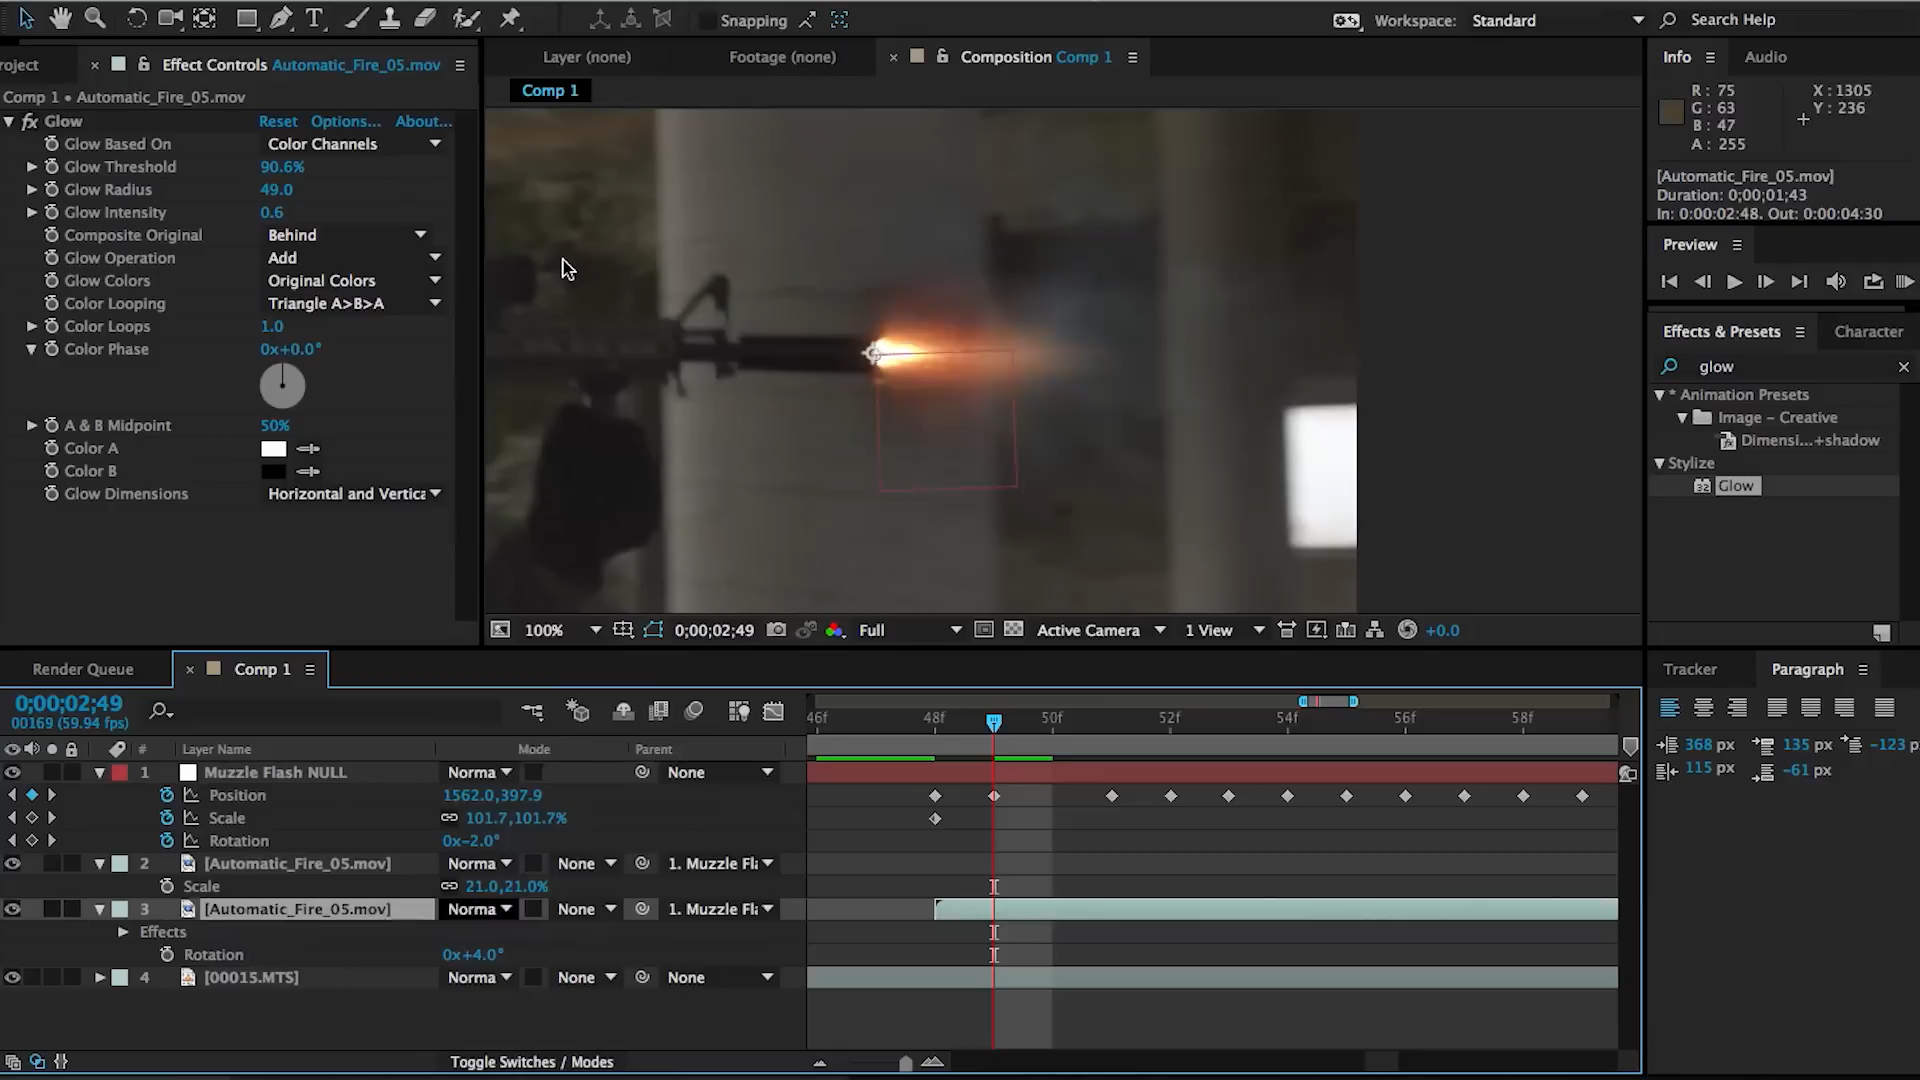 Snapping
Workspace: Standard
Search Help
roject
Effect Controls Automatic_Fire_05.mov
Layer (none)
Footage (none)
Composition Comp 1
Info
Audio
Comp 1 • Automatic_Fire_05.mov
Comp 1
R: 75
G: 63
B: 47
A: 255
X: 1305
Y: 236
fx Glow Reset Options... About...
Glow Based On Color Channels
Glow Threshold 90.6%
Glow Radius 49.0
Glow Intensity 0.6
Composite Original Behind
Glow Operation Add
Glow Colors Original Colors
Color Looping Triangle A>B>A
Color Loops 1.0
Color Phase 0x+0.0°
A & B Midpoint 50%
Color A
Color B
Glow Dimensions Horizontal and Vertica
[Automatic_Fire_05.mov]
Duration: 0;00;01;43
In: 0:00:02:48, Out: 0:00:04:30
Preview
Effects & Presets
Character
glow
* Animation Presets
Image – Creative
Dimensi...+shadow
Stylize
32 Glow
100% 0;00;02;49 Full Active Camera 1 View +0.0
Render Queue
Comp 1
Tracker
Paragraph
0;00;02;49
00169 (59.94 fps)
46f 48f 50f 52f 54f 56f 58f
# Layer Name Mode Parent
1 Muzzle Flash NULL Norma None
Position 1562.0,397.9
Scale 101.7,101.7%
Rotation 0x-2.0°
2 [Automatic_Fire_05.mov] Norma None 1. Muzzle Fl
Scale 21.0,21.0%
3 [Automatic_Fire_05.mov] Norma None 1. Muzzle Fl
Effects
Rotation 0x+4.0°
4 [00015.MTS] Norma None None
368 px 135 px -123 p
115 px -61 px
Toggle Switches / Modes